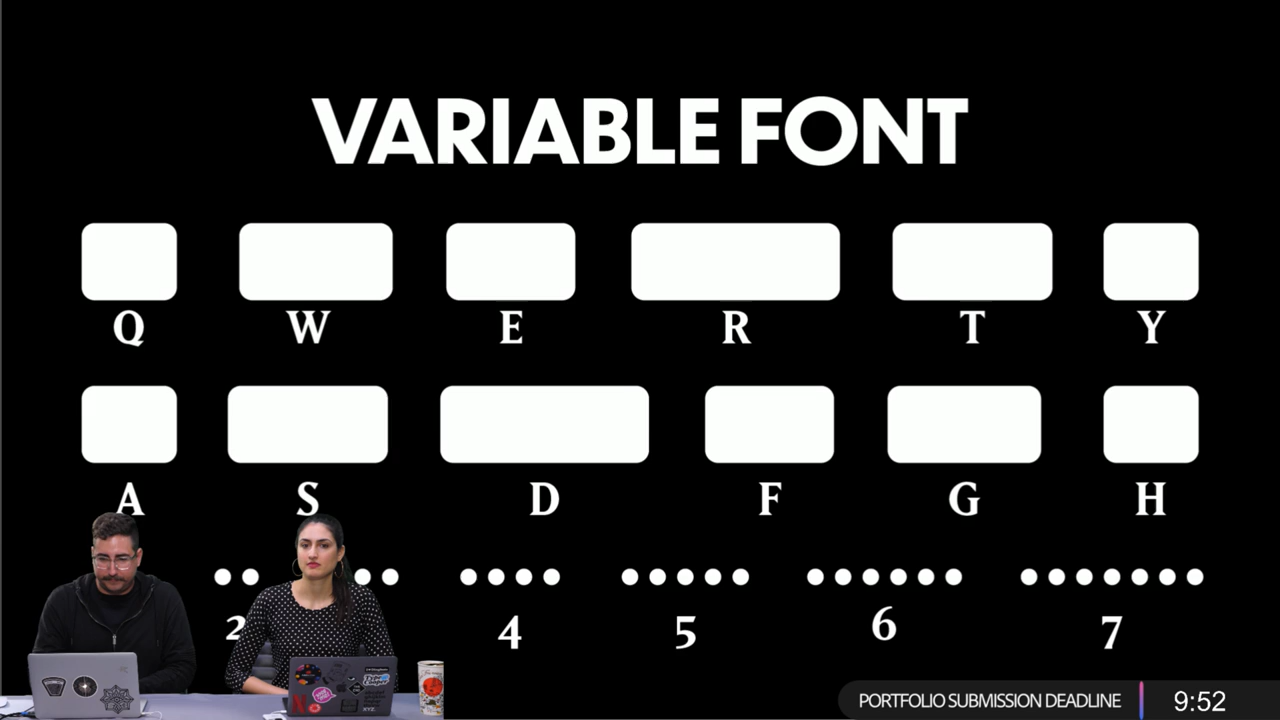 VARIABLE FONT
Q W E R T Y
A S D F G H
2 4 5 6 7
PORTFOLIO SUBMISSION DEADLINE 9:52